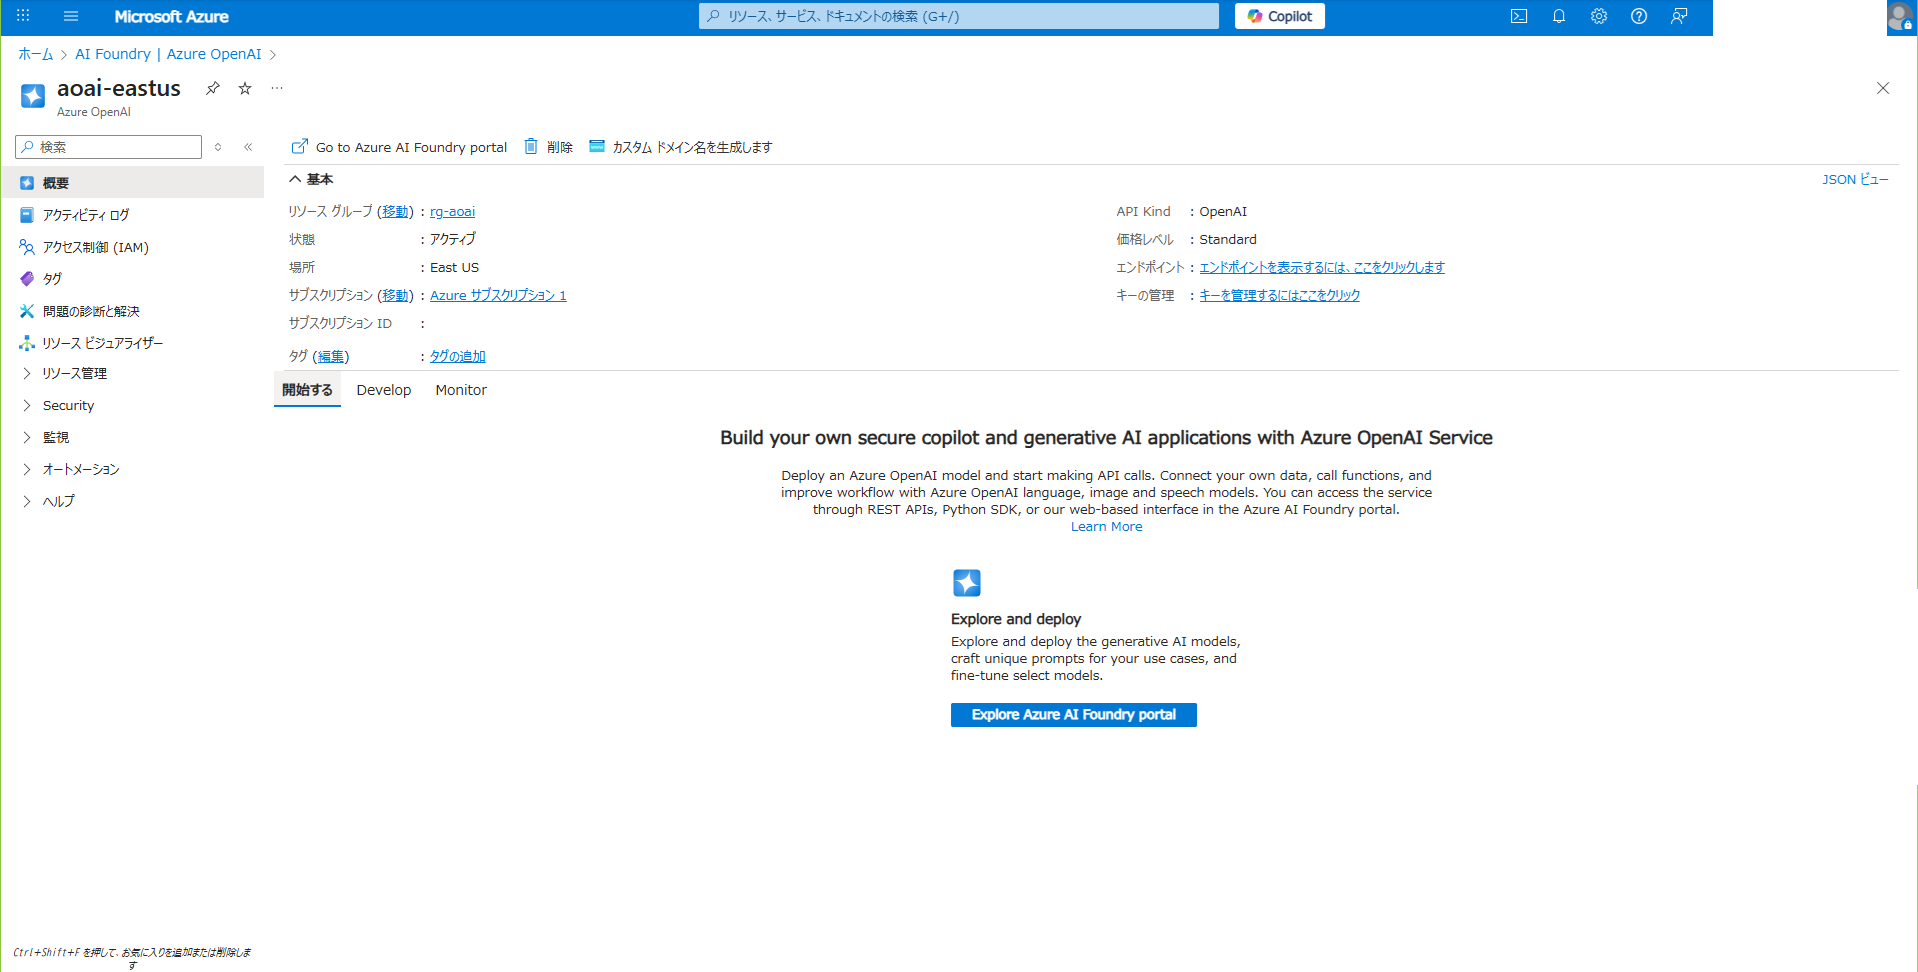 Microsoft Azure
リソース、サービス、ドキュメントの検索 (G+/)
Copilot
ホーム > AI Foundry | Azure OpenAI >
aoai-eastus
Azure OpenAI
検索
概要
アクティビティ ログ
アクセス制御 (IAM)
タグ
問題の診断と解決
リソース ビジュアライザー
リソース管理
Security
監視
オートメーション
ヘルプ
Ctrl+Shift+F を押して、お気に入りを追加または削除しま
す
Go to Azure AI Foundry portal 削除 カスタム ドメイン名を生成します
基本
JSON ビュー
リソース グループ (移動) : rg-aoai
状態 : アクティブ
場所 : East US
サブスクリプション (移動) : Azure サブスクリプション 1
サブスクリプション ID :
タグ (編集) : タグの追加
API Kind : OpenAI
価格レベル : Standard
エンドポイント : エンドポイントを表示するには、ここをクリックします
キーの管理 : キーを管理するにはここをクリック
開始する Develop Monitor
Build your own secure copilot and generative AI applications with Azure OpenAI Service
Deploy an Azure OpenAI model and start making API calls. Connect your own data, call functions, and
improve workflow with Azure OpenAI language, image and speech models. You can access the service
through REST APIs, Python SDK, or our web-based interface in the Azure AI Foundry portal.
Learn More
Explore and deploy
Explore and deploy the generative AI models,
craft unique prompts for your use cases, and
fine-tune select models.
Explore Azure AI Foundry portal